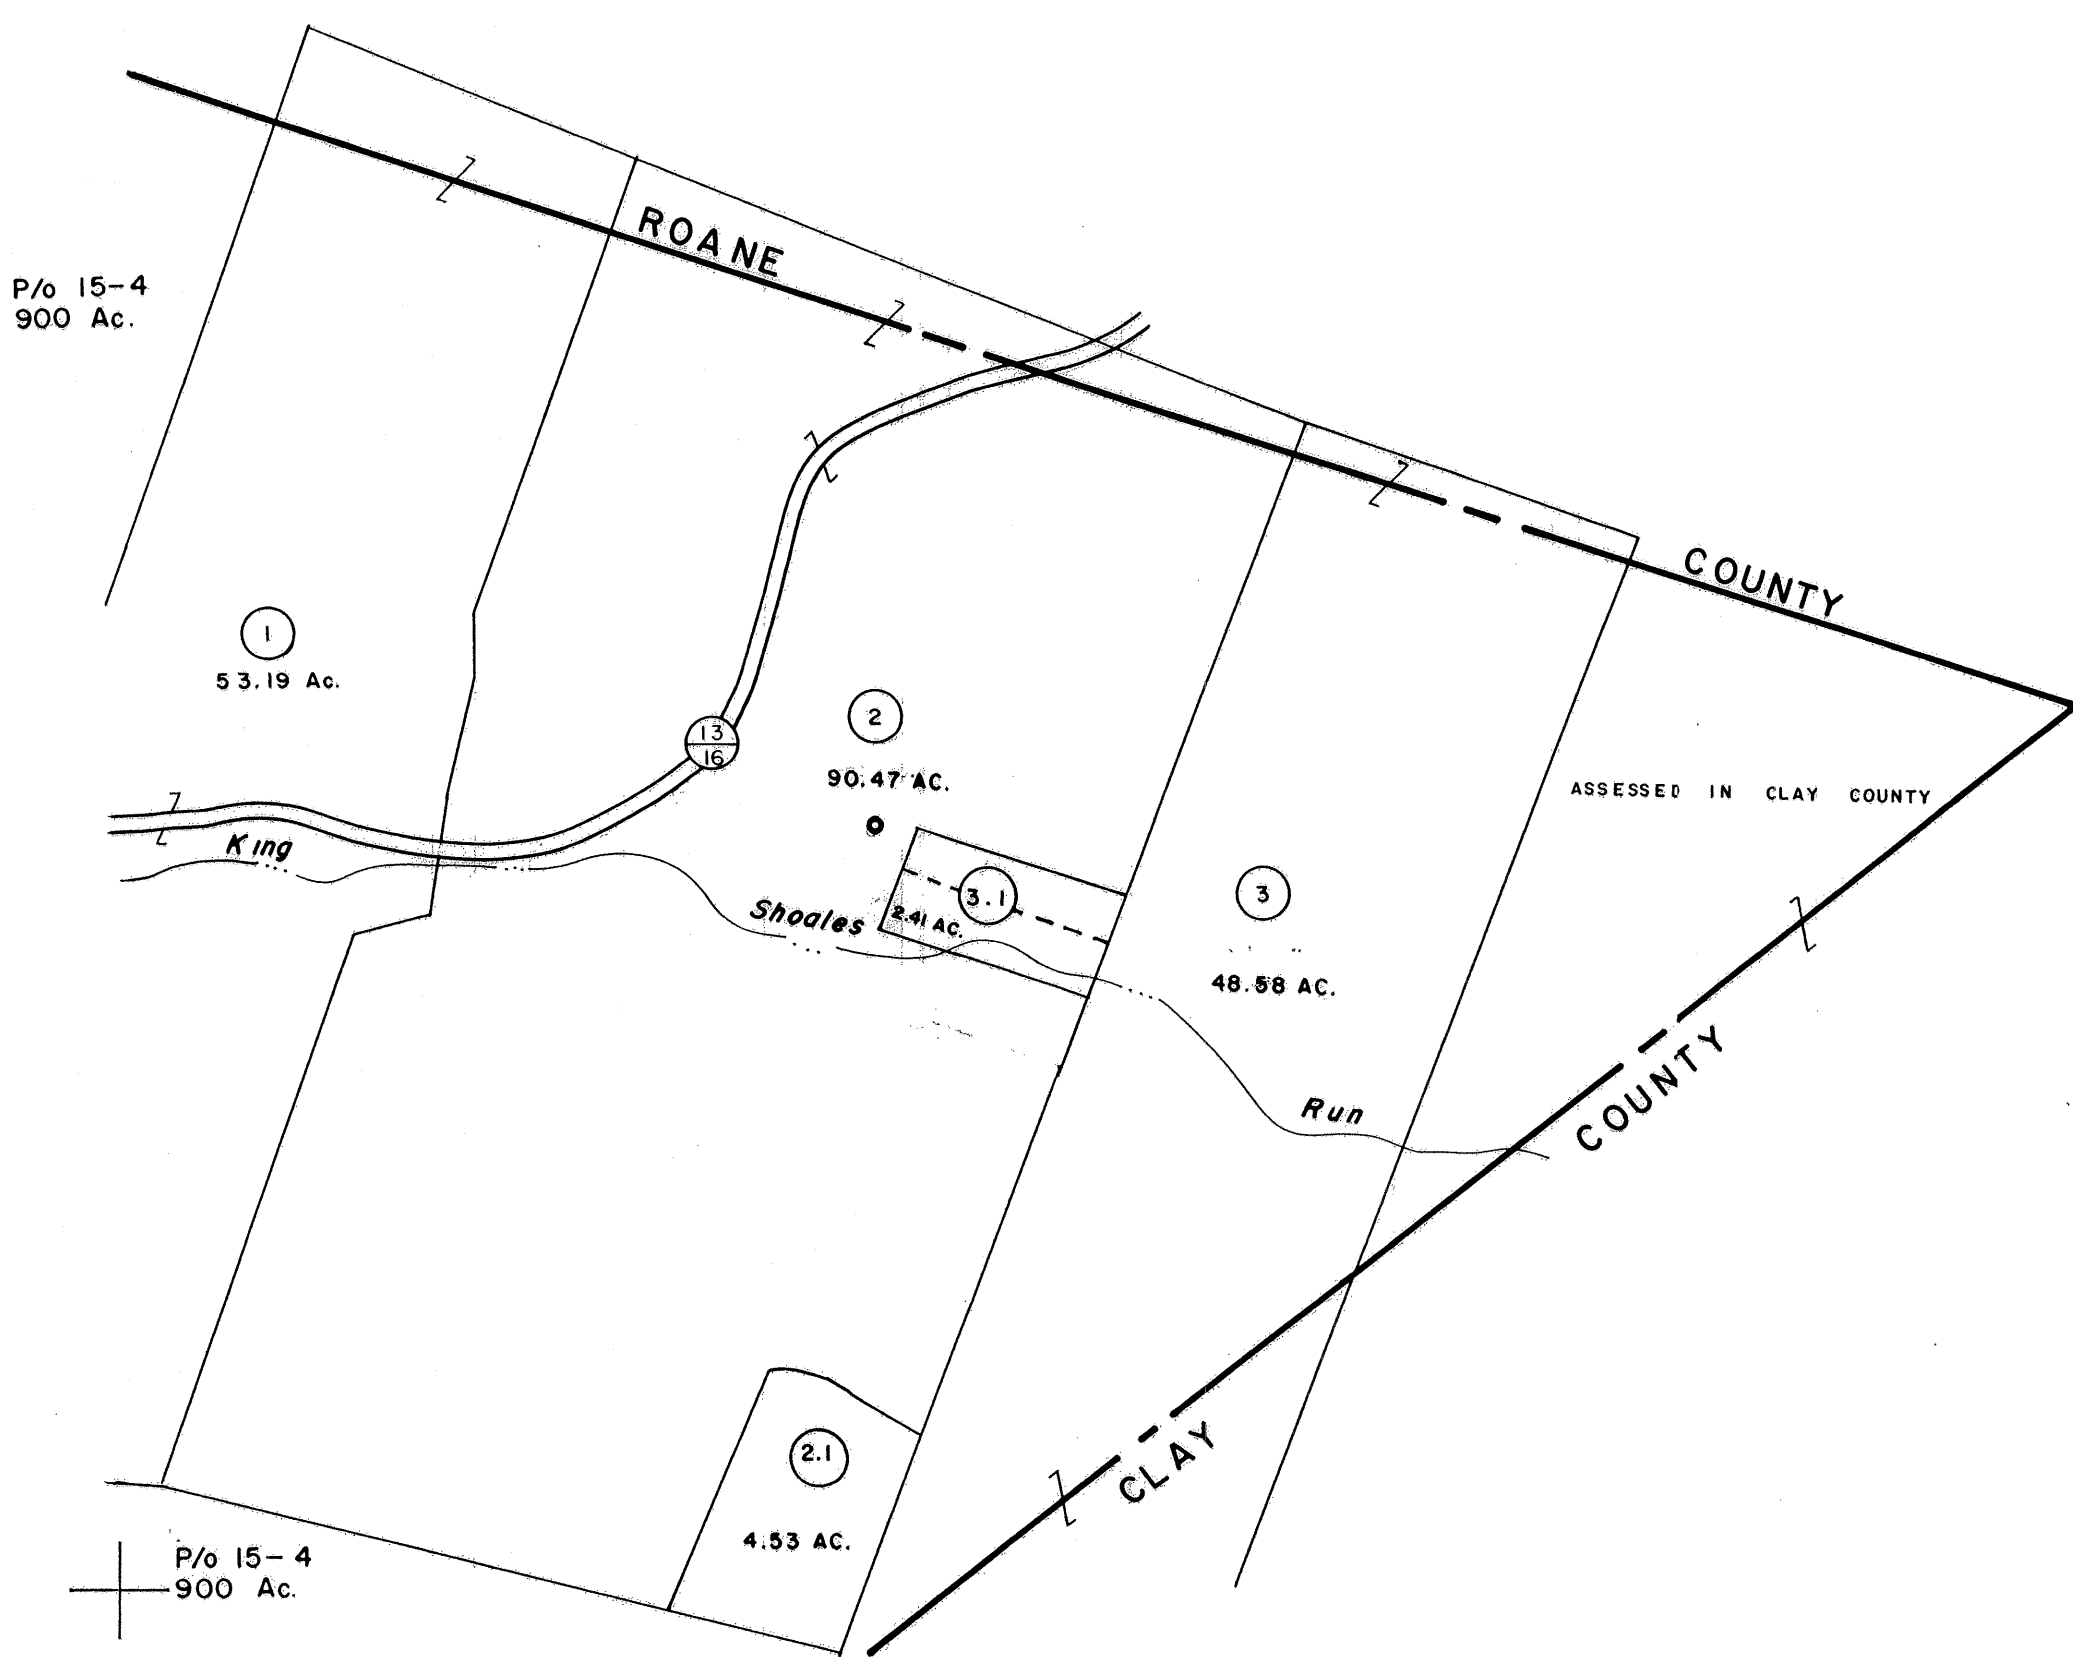 ROANE
P/o 15-4
900 Ac.
COUNTY
1
53.19 Ac.
2
13
16
90.47 AC.
ASSESSED IN CLAY COUNTY
King
3.1
3
Shoales
2.41 AC.
48.58 AC.
COUNTY
Run
CLAY
2.1
4.53 AC.
P/o 15-4
900 Ac.